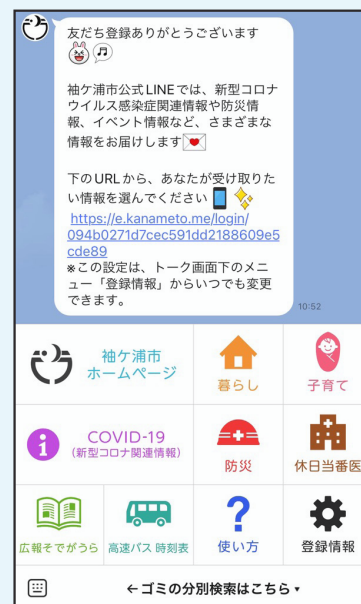 友だち登録ありがとうございます
袖ケ浦市公式LINEでは、新型コロナ
ウイルス感染症関連情報や防災情
報、イベント情報など、さまざまな
情報をお届けします
下のURLから、あなたが受け取りた
い情報を選んでください
https://e.kanameto.me/login/
094b0271d7cec591dd2188609e5
cde89
※この設定は、トーク画面下のメニ
ュー「登録情報」からいつでも変更
できます。
10:52
袖ケ浦市
ホームページ
暮らし
子育て
COVID-19
(新型コロナ関連情報)
防災
休日当番医
広報そでがうら
高速バス 時刻表
使い方
登録情報
←ゴミの分別検索はこちら▼